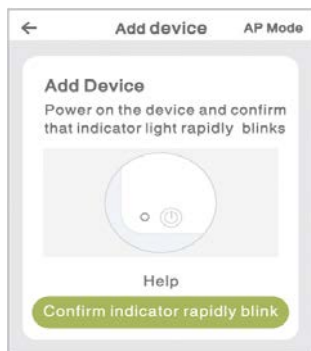 Add device AP Mode
Add Device
Power on the device and confirm
that indicator light rapidly blinks
Help
Confirm indicator rapidly blink